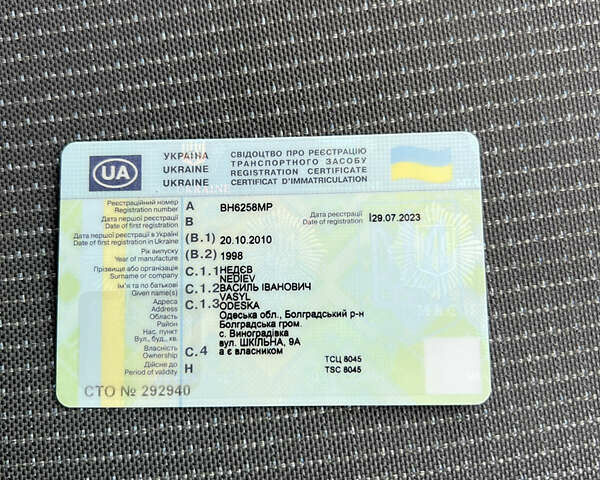 UA
УКРАЇНА
UKRAINE
UKRAINE
СВІДОЦТВО ПРО РЕЄСТРАЦІЮ
ТРАНСПОРТНОГО ЗАСОБУ
REGISTRATION CERTIFICATE
CERTIFICAT D'IMMATRICULATION
Реєстраційний номер
Registration number
A BH6258MP
Дата реєстрації
Date of registration
29.07.2023
Дата першої реєстрації
Date of first registration
B
Дата першої реєстрації в Україні
Date of first registration in Ukraine
(B.1) 20.10.2010
Рік випуску
Year of manufacture
(B.2) 1998
Прізвище або організація
Surname or company
C.1.1 НЕДЄВ
NEDIEV
Ім'я та по батькові
Given name(s)
C.1.2 ВАСИЛЬ ІВАНОВИЧ
VASYL
Адреса
Address
C.1.3 ODESKA
Область
Одеська обл., Болградський р-н
Район
Болградська гром.
Нас. пункт
с. Виноградівка
Вул., буд., кв.
вул. ШКІЛЬНА, 9А
Власність
Ownership
C.4 а є власником
Дійсне до
Period of validity
H
ТСЦ 8045
TSC 8045
СТО № 292940